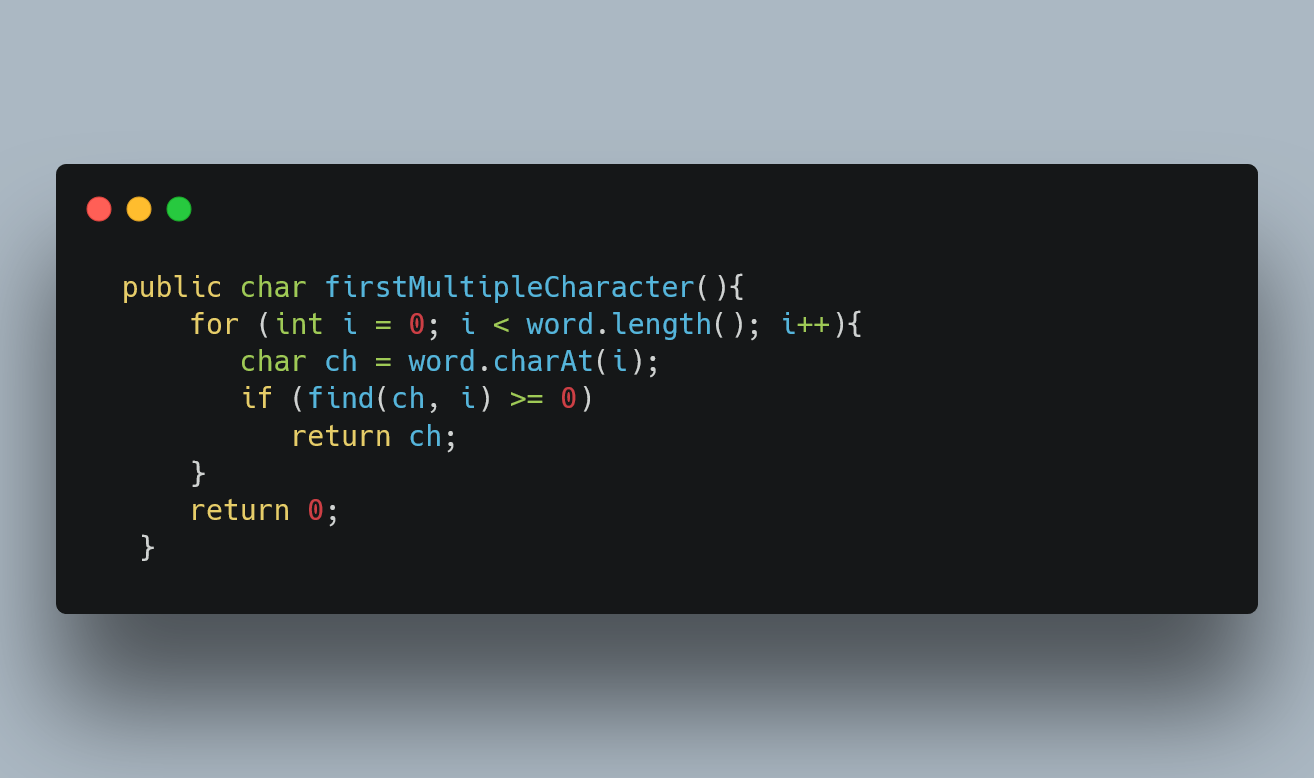 public char firstMultipleCharacter(){
    for (int i = 0; i < word.length(); i++){
       char ch = word.charAt(i);
       if (find(ch, i) >= 0)
          return ch;
    }
    return 0;
 }